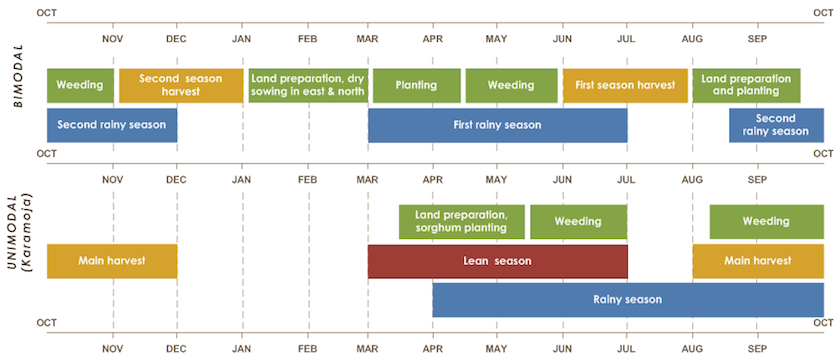 OCT
OCT
NOV
DEC
JAN
FEB
MAR
APR
MAY
JUN
JUL
AUG
SEP
BIMODAL
Weeding
Second season
harvest
Land preparation, dry
sowing in east & north
Planting
Weeding
First season harvest
Land preparation
and planting
Second rainy season
First rainy season
Second
rainy season
OCT
OCT
NOV
DEC
JAN
FEB
MAR
APR
MAY
JUN
JUL
AUG
SEP
UNIMODAL
(Karamoja)
Land preparation,
sorghum planting
Weeding
Weeding
Main harvest
Lean season
Main harvest
Rainy season
OCT
OCT
NOV
DEC
JAN
FEB
MAR
APR
MAY
JUN
JUL
AUG
SEP